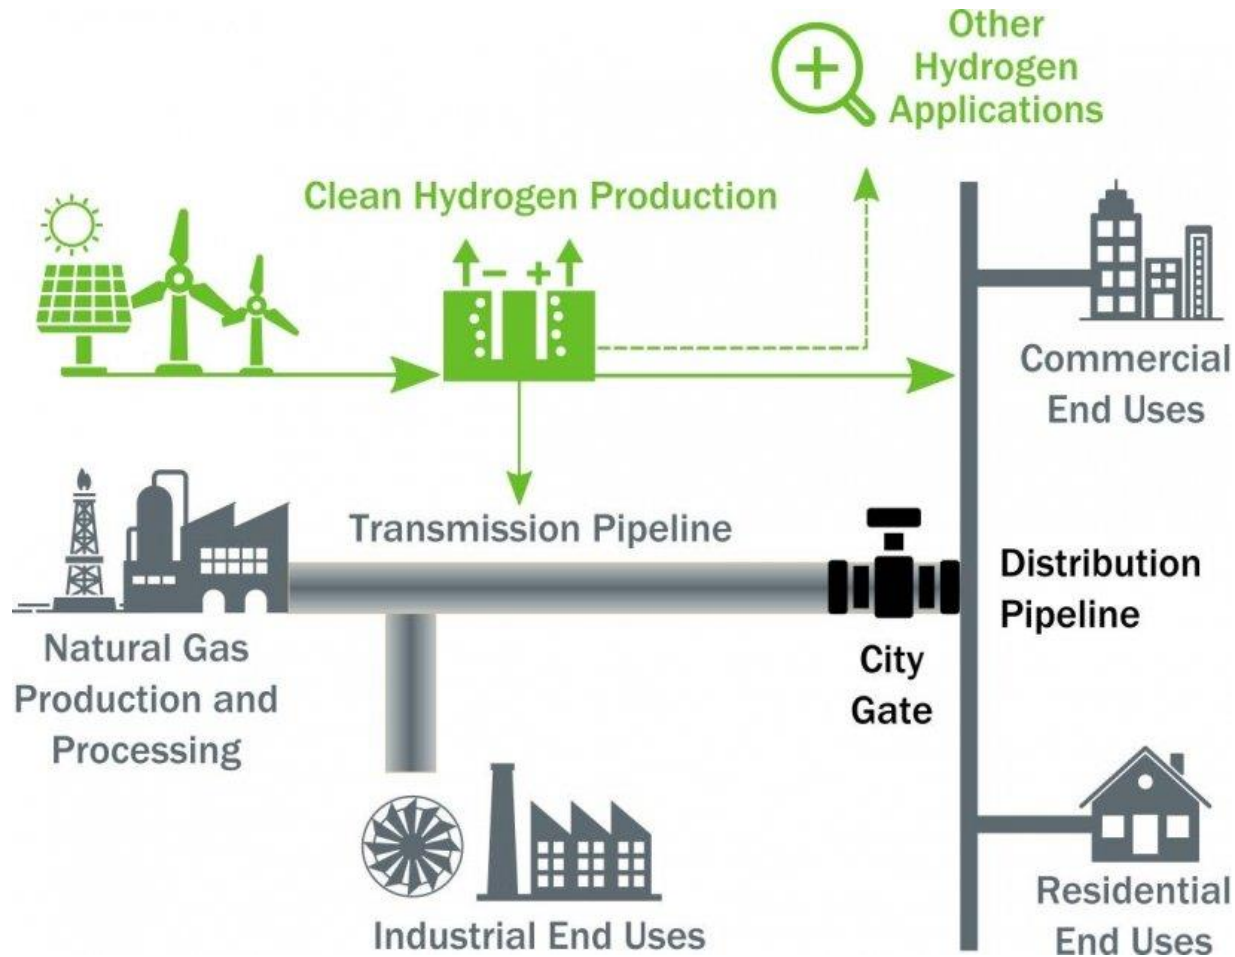 Other
Hydrogen
Applications
Clean Hydrogen Production
- +
Commercial
End Uses
Transmission Pipeline
Distribution
Pipeline
Natural Gas
Production and
Processing
City
Gate
Industrial End Uses
Residential
End Uses